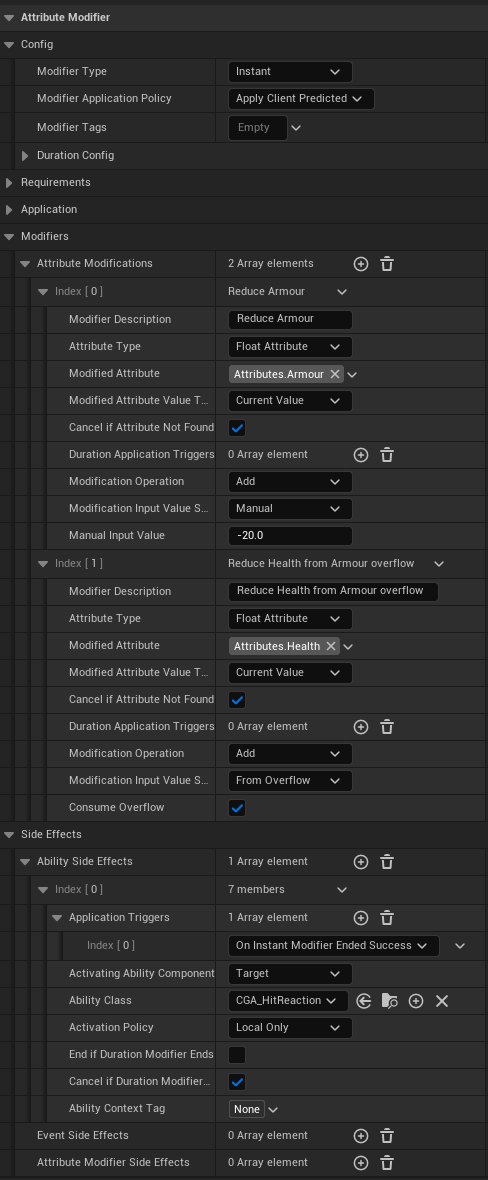 Attribute Modifier
Config
Modifier Type Instant
Modifier Application Policy Apply Client Predicted
Modifier Tags Empty
Duration Config
Requirements
Application
Modifiers
Attribute Modifications 2 Array elements
Index [ 0 ] Reduce Armour
Modifier Description Reduce Armour
Attribute Type Float Attribute
Modified Attribute Attributes.Armour
Modified Attribute Value T... Current Value
Cancel if Attribute Not Found
Duration Application Triggers 0 Array element
Modification Operation Add
Modification Input Value S... Manual
Manual Input Value -20.0
Index [ 1 ] Reduce Health from Armour overflow
Modifier Description Reduce Health from Armour overflow
Attribute Type Float Attribute
Modified Attribute Attributes.Health
Modified Attribute Value T... Current Value
Cancel if Attribute Not Found
Duration Application Triggers 0 Array element
Modification Operation Add
Modification Input Value S... From Overflow
Consume Overflow
Side Effects
Ability Side Effects 1 Array element
Index [ 0 ] 7 members
Application Triggers 1 Array element
Index [ 0 ] On Instant Modifier Ended Success
Activating Ability Component Target
Ability Class CGA_HitReaction
Activation Policy Local Only
End if Duration Modifier Ends
Cancel if Duration Modifier...
Ability Context Tag None
Event Side Effects 0 Array element
Attribute Modifier Side Effects 0 Array element